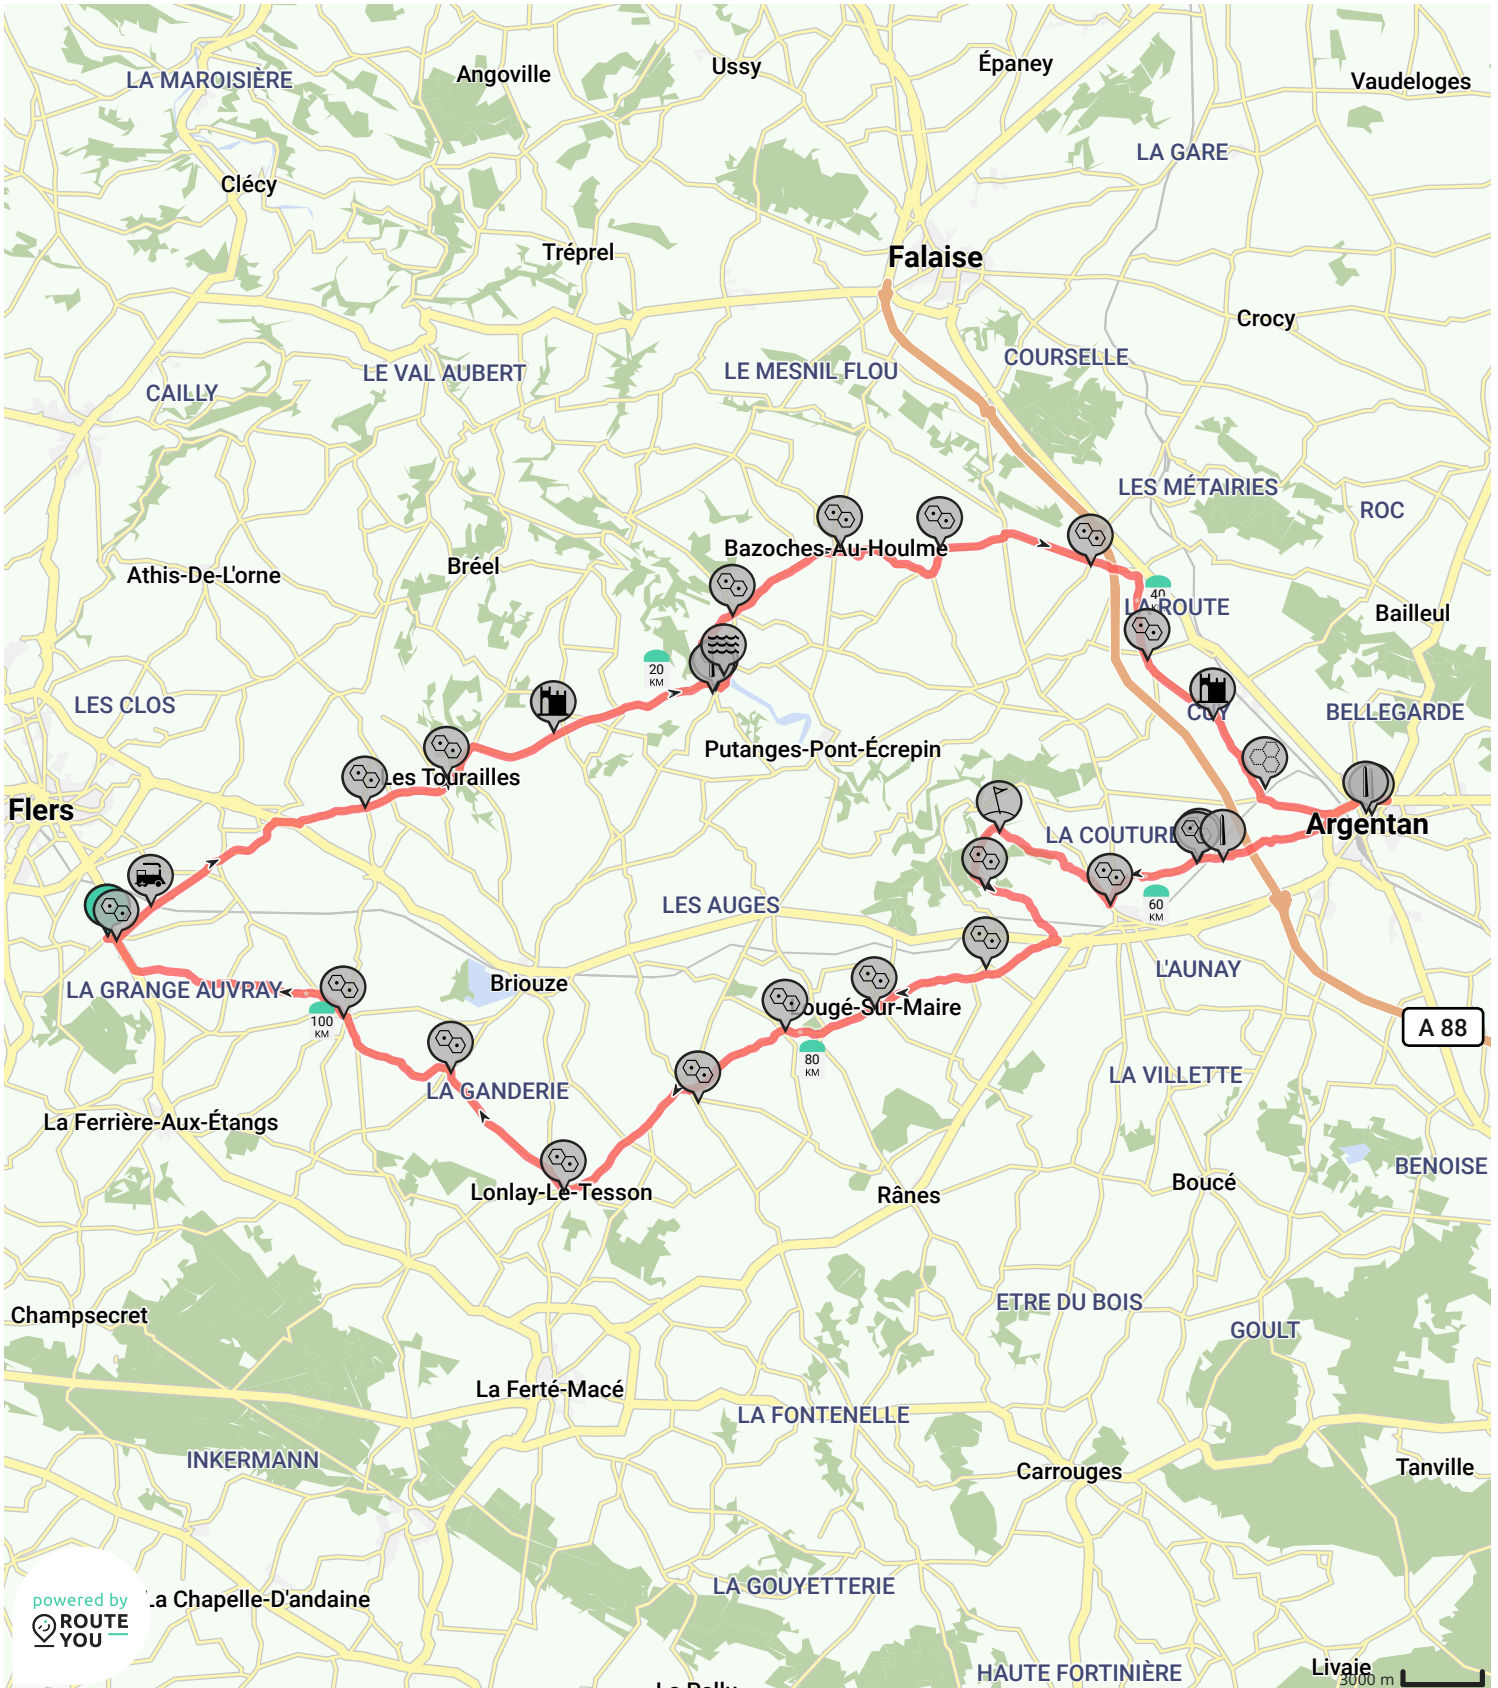 Angoville
Ussy
Épaney
LA MAROISIÈRE
Vaudeloges
LA GARE
Clécy
Tréprel
Falaise
Crocy
COURSELLE
LE VAL AUBERT
LE MESNIL FLOU
CAILLY
LES MÉTAIRIES
ROC
Bazoches-Au-Houlme
Bréel
Athis-De-L'orne
40
LA ROUTE
Bailleul
20
KM
LES CLOS
CUY
BELLEGARDE
Putanges-Pont-Écrepin
Les Tourailles
Flers
Argentan
LA COUTURE
LES AUGES
60
KM
L'AUNAY
Briouze
LA GRANGE AUVRAY
ougé-Sur-Maire
100
KM
A 88
80
KM
LA VILLETTE
LA GANDERIE
La Ferrière-Aux-Étangs
BENOISE
Boucé
Lonlay-Le-Tesson
Rânes
ETRE DU BOIS
Champsecret
GOULT
La Ferté-Macé
LA FONTENELLE
INKERMANN
Carrouges
Tanville
LA GOUYETTERIE
powered by
La Chapelle-D'andaine
ROUTE
YOU
Livaie
HAUTE FORTINIÈRE
3000 m